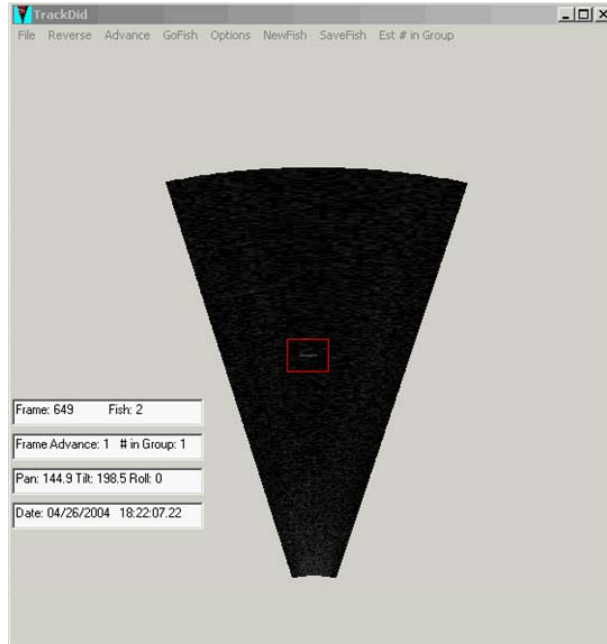 TrackDid
File Reverse Advance GoFish Options NewFish SaveFish Est # in Group
Frame: 649 Fish: 2
Frame Advance: 1 # in Group: 1
Pan: 144.9 Tilt: 198.5 Roll: 0
Date: 04/26/2004 18:22:07.22